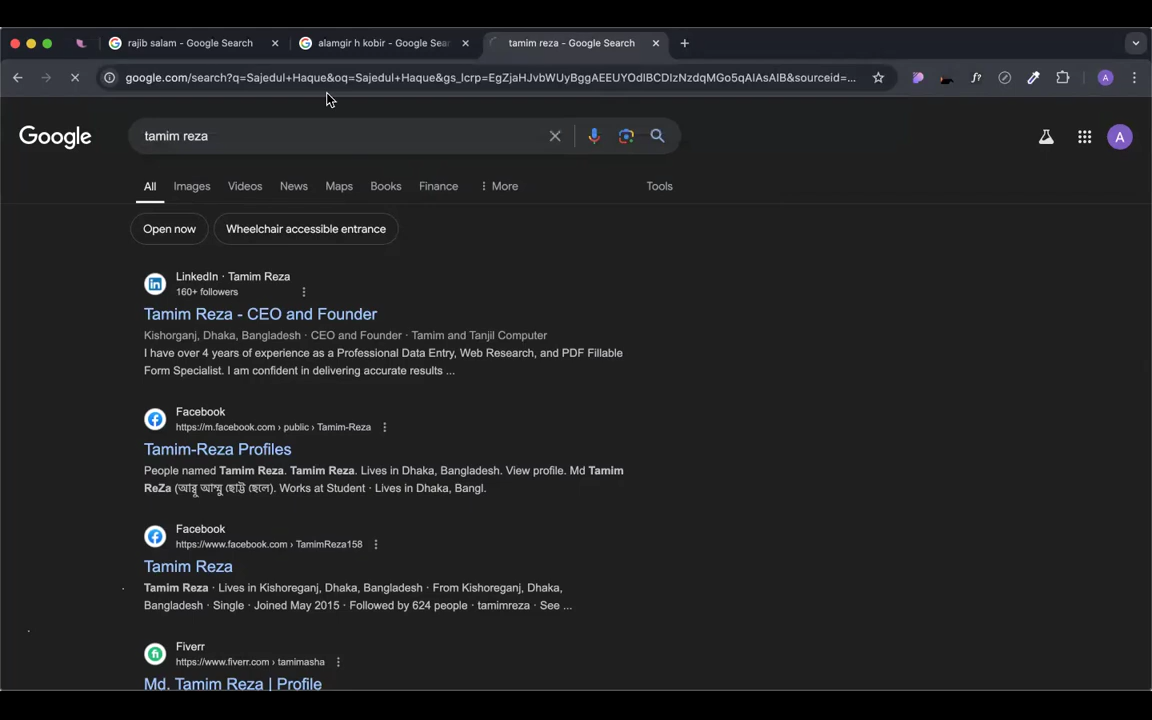 rajib salam - Google Search
alamgir h kobir - Google Sear
tamim reza - Google Search
google.com/search?q=Sajedul+Haque&oq=Sajedul+Haque&gs_lcrp=EgZjaHJvbWUyBggAEEUYOdIBCDIzNzdqMGo5qAIAsAIB&sourceid=...
f?
A
Google
tamim reza
A
All
Images
Videos
News
Maps
Books
Finance
More
Tools
Open now
Wheelchair accessible entrance
in
LinkedIn · Tamim Reza
160+ followers
Tamim Reza - CEO and Founder
Kishorganj, Dhaka, Bangladesh · CEO and Founder · Tamim and Tanjil Computer
I have over 4 years of experience as a Professional Data Entry, Web Research, and PDF Fillable
Form Specialist. I am confident in delivering accurate results ...
Facebook
https://m.facebook.com › public › Tamim-Reza
Tamim-Reza Profiles
People named Tamim Reza. Tamim Reza. Lives in Dhaka, Bangladesh. View profile. Md Tamim
ReZa (আব্বু আম্মু ছোট্ট ছেলে). Works at Student · Lives in Dhaka, Bangl.
Facebook
https://www.facebook.com › TamimReza158
Tamim Reza
Tamim Reza · Lives in Kishoreganj, Dhaka, Bangladesh · From Kishoreganj, Dhaka,
Bangladesh · Single · Joined May 2015 · Followed by 624 people · tamimreza · See ...
fi
Fiverr
https://www.fiverr.com › tamimasha
Md. Tamim Reza | Profile